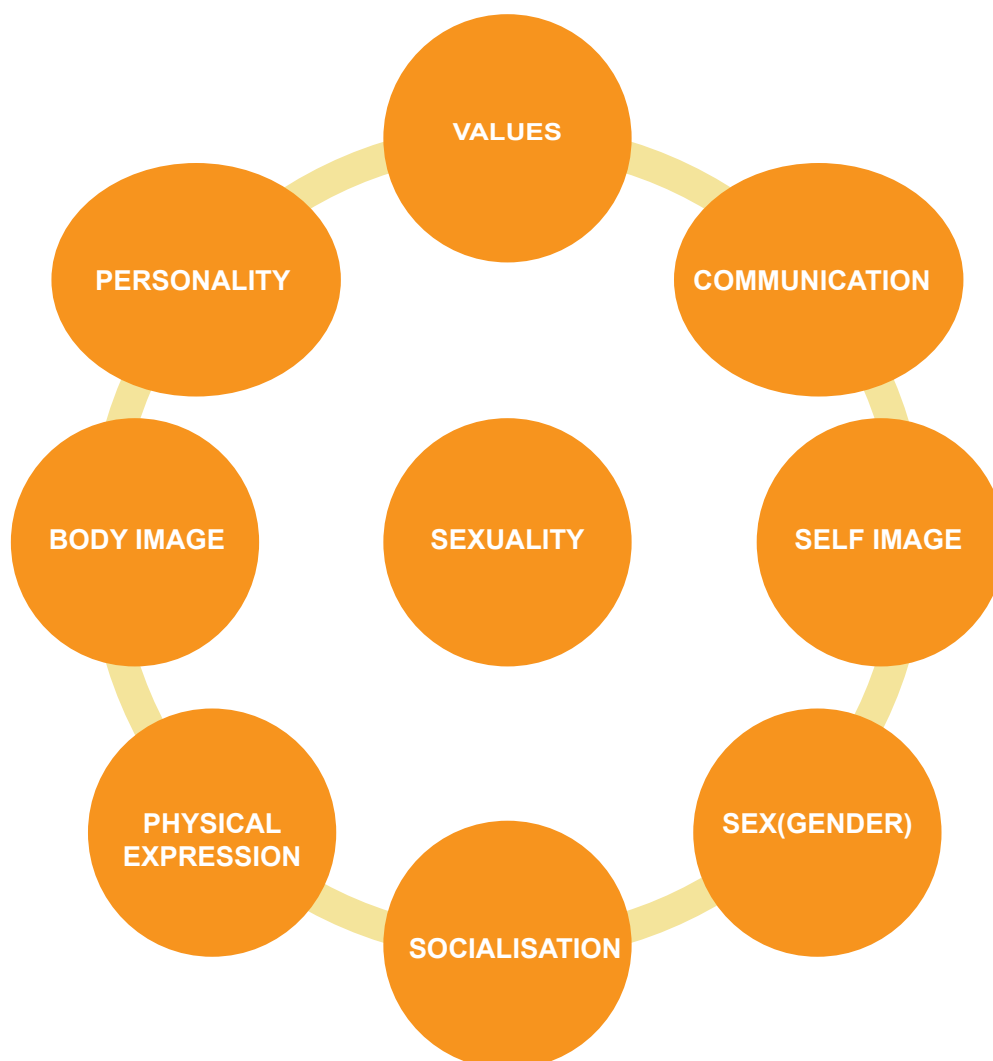 VALUES
PERSONALITY
COMMUNICATION
BODY IMAGE
SEXUALITY
SELF IMAGE
PHYSICAL
EXPRESSION
SEX(GENDER)
SOCIALISATION